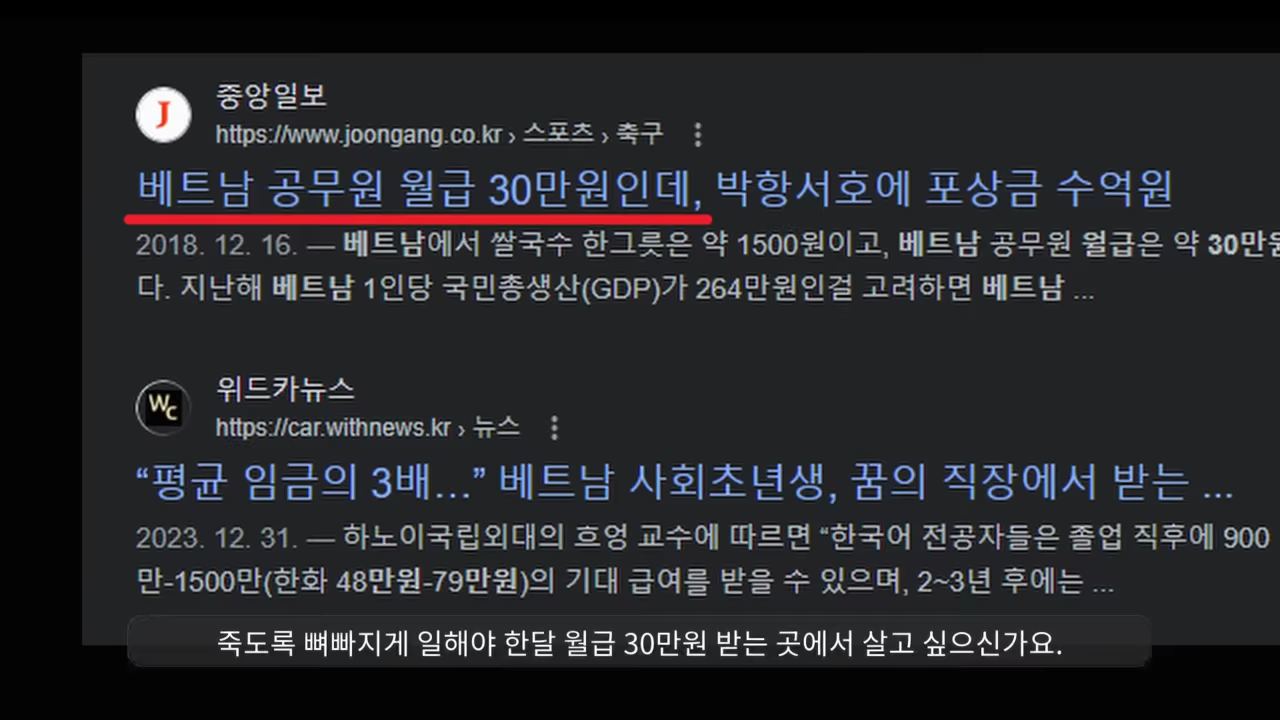 J
중앙일보
https://www.joongang.co.kr › 스포츠 › 축구
베트남 공무원 월급 30만원인데, 박항서호에 포상금 수억원
2018. 12. 16. — 베트남에서 쌀국수 한그릇은 약 1500원이고, 베트남 공무원 월급은 약 30만원
다. 지난해 베트남 1인당 국민총생산(GDP)가 264만원인걸 고려하면 베트남 ...
WC
위드카뉴스
https://car.withnews.kr › 뉴스
“평균 임금의 3배...” 베트남 사회초년생, 꿈의 직장에서 받는 ...
2023. 12. 31. — 하노이국립외대의 흐엉 교수에 따르면 “한국어 전공자들은 졸업 직후에 900
만-1500만(한화 48만원-79만원)의 기대 급여를 받을 수 있으며, 2~3년 후에는 ...
죽도록 뼈빠지게 일해야 한달 월급 30만원 받는 곳에서 살고 싶으신가요.